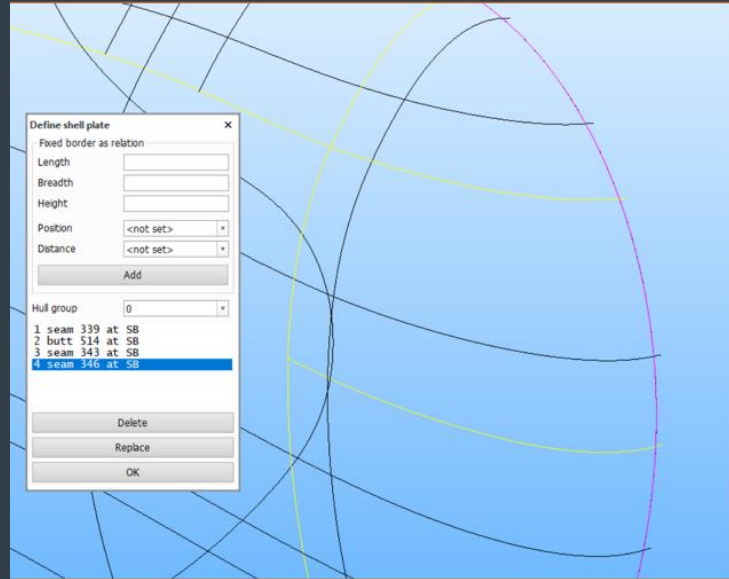 Define shell plate ×
Fixed border as relation
Length
Breadth
Height
Position <not set>
Distance <not set>
Add
Hull group 0
1 seam 339 at SB
2 butt 514 at SB
3 seam 343 at SB
4 seam 346 at SB
Delete
Replace
OK